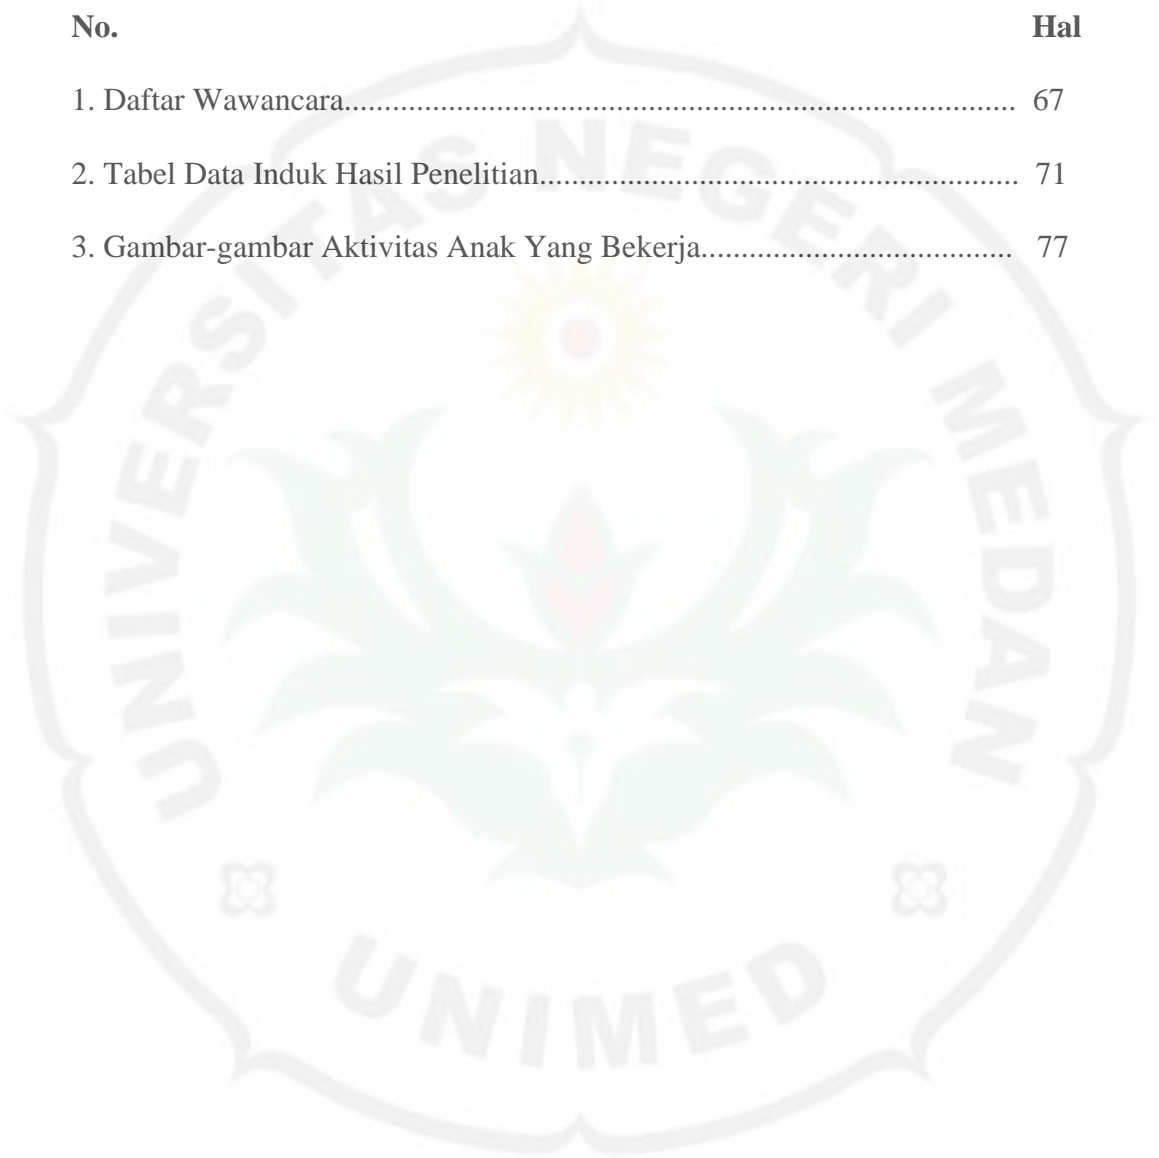 No. Hal
1. Daftar Wawancara.................................................................................... 67
2. Tabel Data Induk Hasil Penelitian............................................................ 71
3. Gambar-gambar Aktivitas Anak Yang Bekerja....................................... 77
UNIVERSITAS NEGERI MEDAN
UNIMED